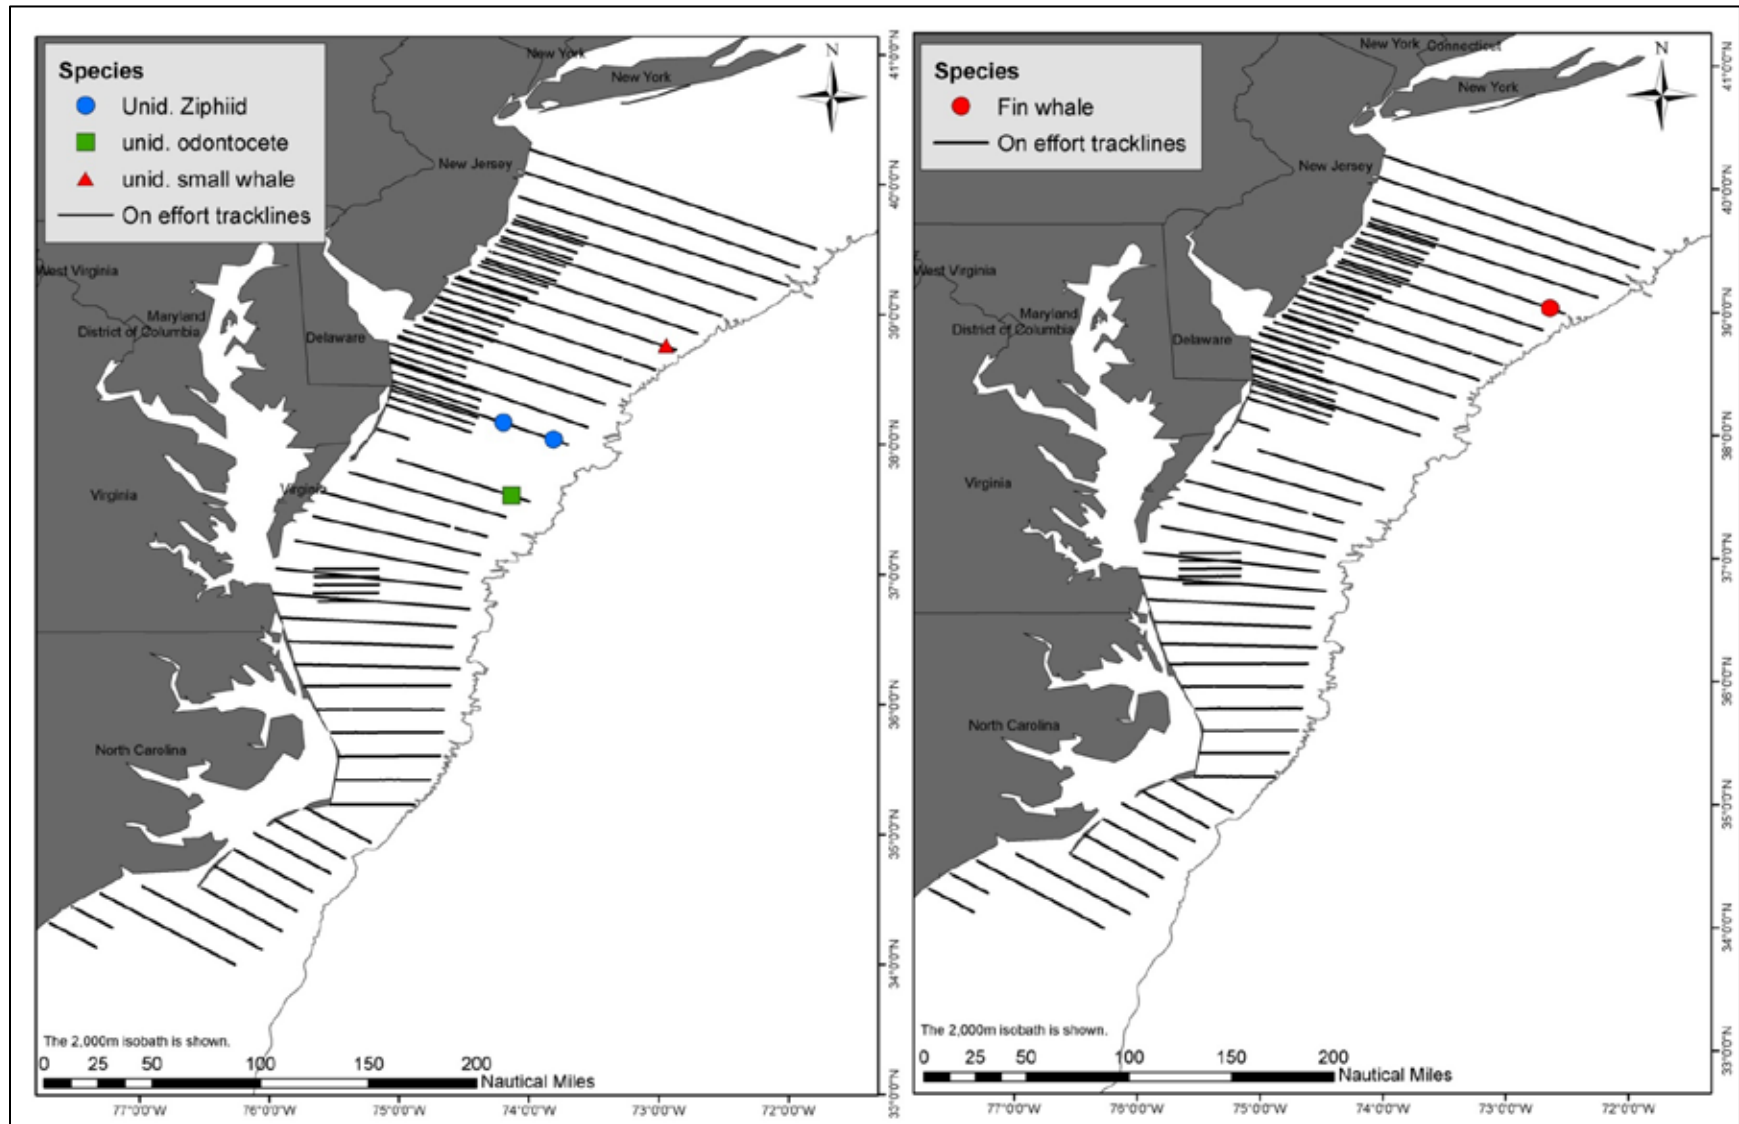 Species
Unid. Ziphiid
unid. odontocete
unid. small whale
On effort tracklines
New York
New York
N
New Jersey
West Virginia
Maryland
District of Columbia
Delaware
Virginia
Virginia
North Carolina
The 2,000m isobath is shown.
0 25 50 100 150 200
Nautical Miles
77°0'0"W 76°0'0"W 75°0'0"W 74°0'0"W 73°0'0"W 72°0'0"W
41°0'0"N
40°0'0"N
39°0'0"N
38°0'0"N
37°0'0"N
36°0'0"N
35°0'0"N
34°0'0"N
33°0'0"N
Species
Fin whale
On effort tracklines
New York Connecticut
New York
N
New Jersey
West Virginia
Maryland
District of Columbia
Delaware
Virginia
North Carolina
The 2,000m isobath is shown.
0 25 50 100 150 200
Nautical Miles
77°0'0"W 76°0'0"W 75°0'0"W 74°0'0"W 73°0'0"W 72°0'0"W
41°0'0"N
40°0'0"N
39°0'0"N
38°0'0"N
37°0'0"N
36°0'0"N
35°0'0"N
34°0'0"N
33°0'0"N